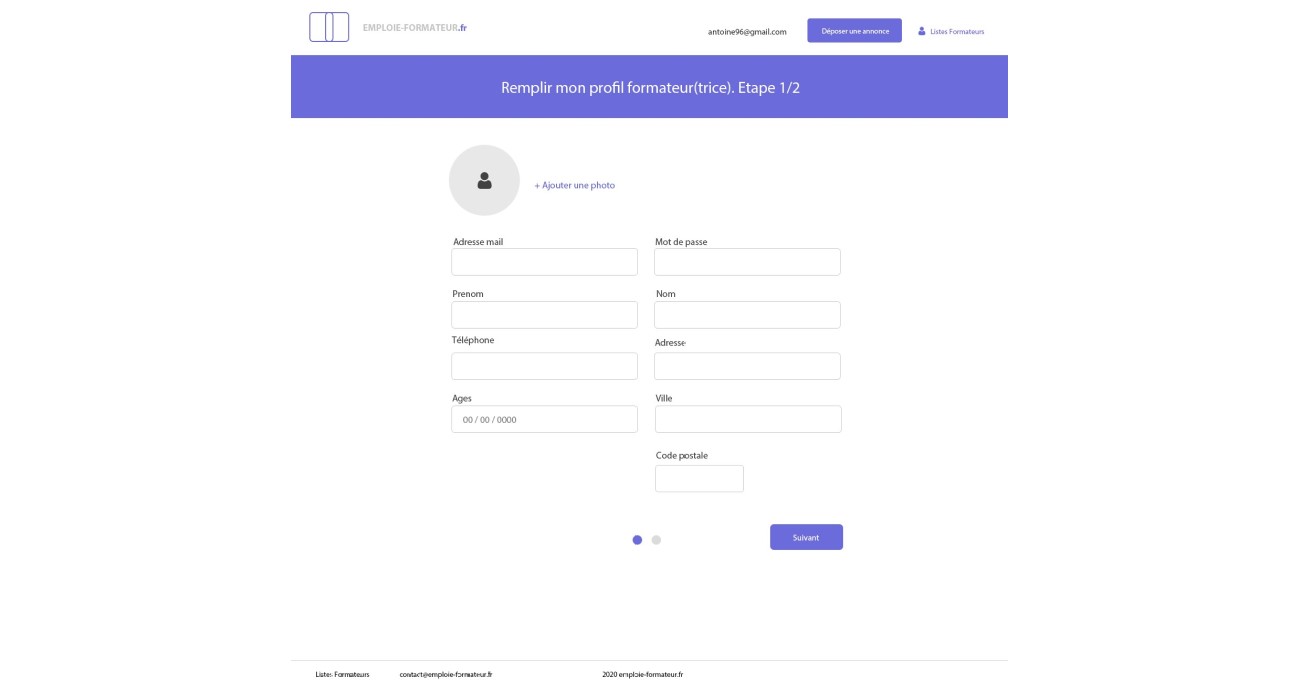 EMPLOIE-FORMATEUR.fr
antoine96@gmail.com
Déposer une annonce
Listes Formateurs
Remplir mon profil formateur(trice). Etape 1/2
+ Ajouter une photo
Adresse mail
Mot de passe
Prenom
Nom
Téléphone
Adresse
Ages
Ville
00 / 00 / 0000
Code postale
Suivant
Listes Formateurs
contact@emploie-formateur.fr
2020 emploie-formateur.fr